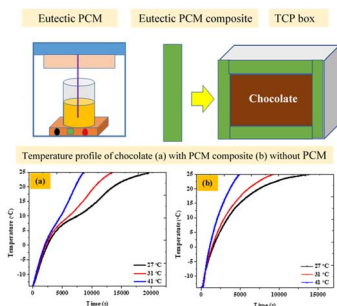 Eutectic PCM
Eutectic PCM composite
TCP box
Chocolate
Temperature profile of chocolate (a) with PCM composite (b) without PCM
(a)
Temperature (°C)
25
20
15
10
5
0
-5
-10
0
5000
10000
15000
20000
Time (s)
27 °C
31 °C
41 °C
(b)
Temperature (°C)
25
20
15
10
5
0
-5
-10
0
5000
10000
15000
Time (s)
27 °C
31 °C
41 °C